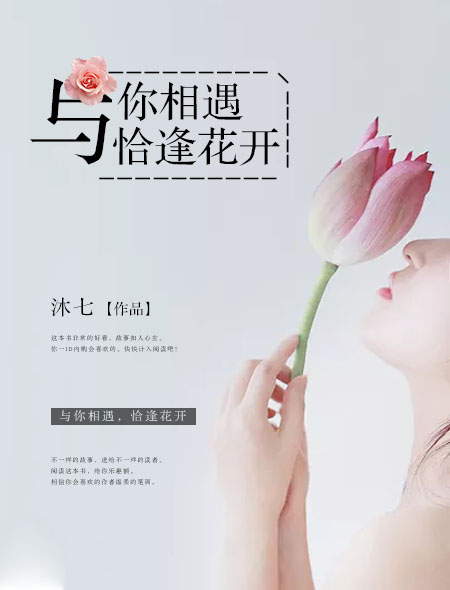 与你相遇
恰逢花开
沐七【作品】
这本书非常的好看，故事扣人心玄，
你一定内购会喜欢的，快快计入阅读吧！
与你相遇，恰逢花开
不一样的故事，送给不一样的读者，
阅读这本书，给你乐趣颇，
相信你会喜欢的作者温柔的笔调。